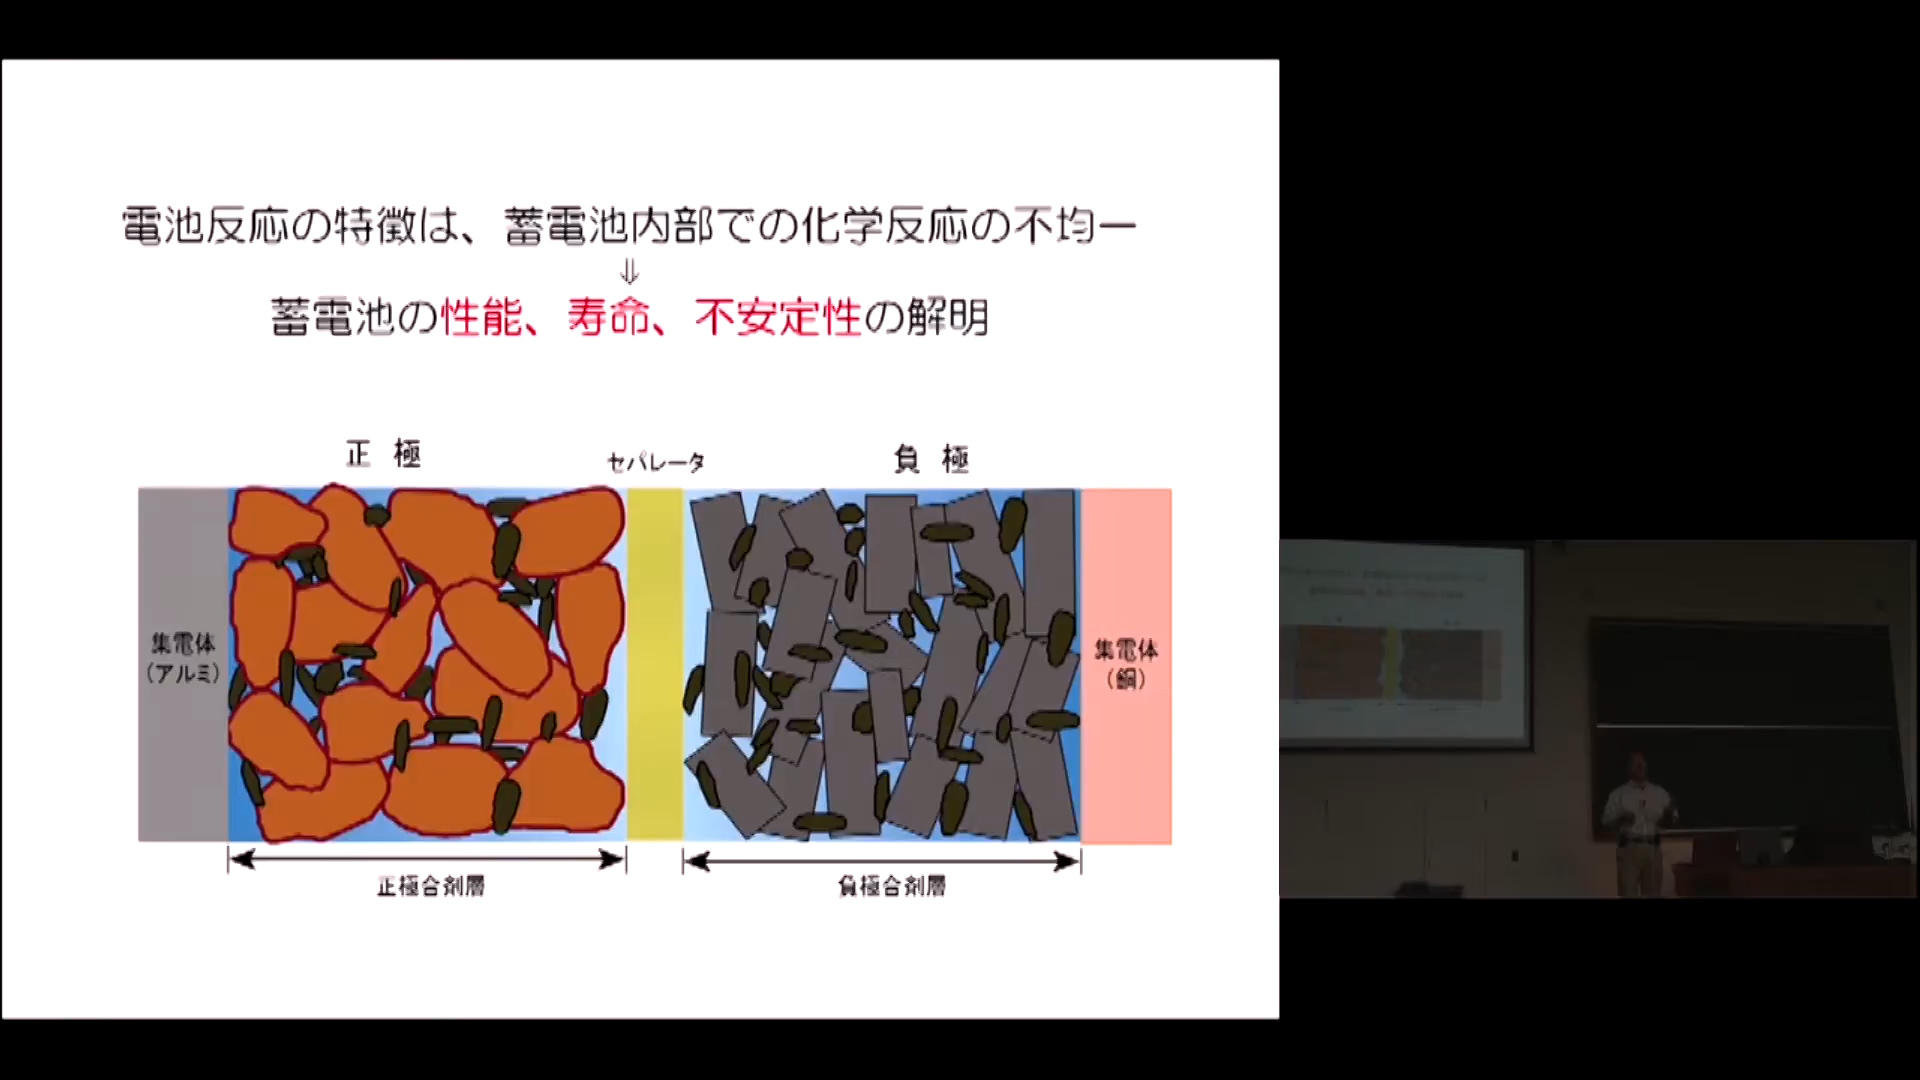 電池反応の特徴は、蓄電池内部での化学反応の不均一
⇓
蓄電池の性能、寿命、不安定性の解明
正 極
セパレータ
負 極
集電体
（アルミ）
集電体
（銅）
正極合剤層
負極合剤層